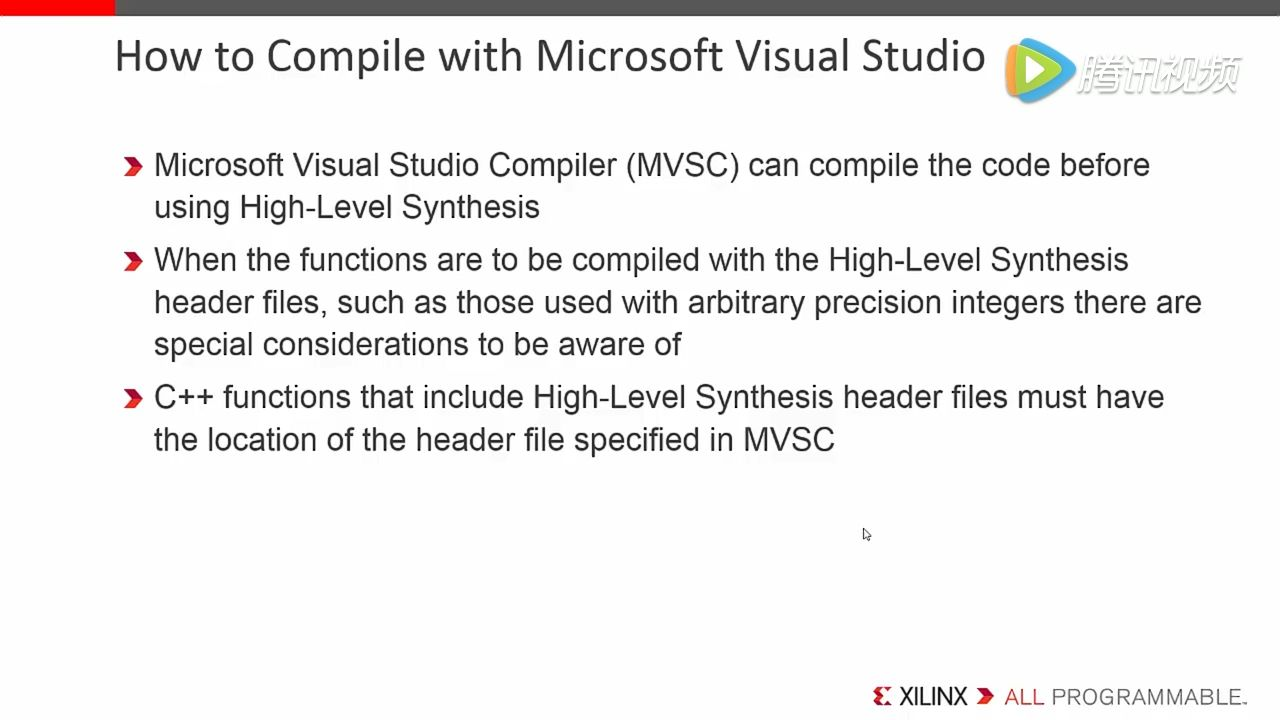 How to Compile with Microsoft Visual Studio
腾讯视频
Microsoft Visual Studio Compiler (MVSC) can compile the code before
using High-Level Synthesis
When the functions are to be compiled with the High-Level Synthesis
header files, such as those used with arbitrary precision integers there are
special considerations to be aware of
C++ functions that include High-Level Synthesis header files must have
the location of the header file specified in MVSC
XILINX ALL PROGRAMMABLE™